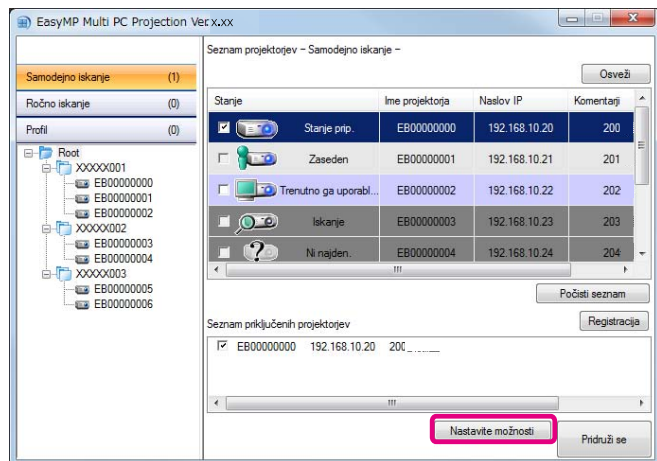 EasyMP Multi PC Projection Ver.x.xx
Seznam projektorjev – Samodejno iskanje –
Osveži
Samodejno iskanje (1)
Ročno iskanje (0)
Profil (0)
Root
XXXXX001
EB00000000
EB00000001
EB00000002
XXXXX002
EB00000003
EB00000004
XXXXX003
EB00000005
EB00000006
Stanje Ime projektorja Naslov IP Komentarji
Stanje prip. EB00000000 192.168.10.20 200
Zaseden EB00000001 192.168.10.21 201
Trenutno ga uporabl... EB00000002 192.168.10.22 202
Iskanje EB00000003 192.168.10.23 203
Ni najden. EB00000004 192.168.10.24 204
Počisti seznam
Seznam priključenih projektorjev
Registracija
EB00000000 192.168.10.20 200
Nastavite možnosti
Pridruži se